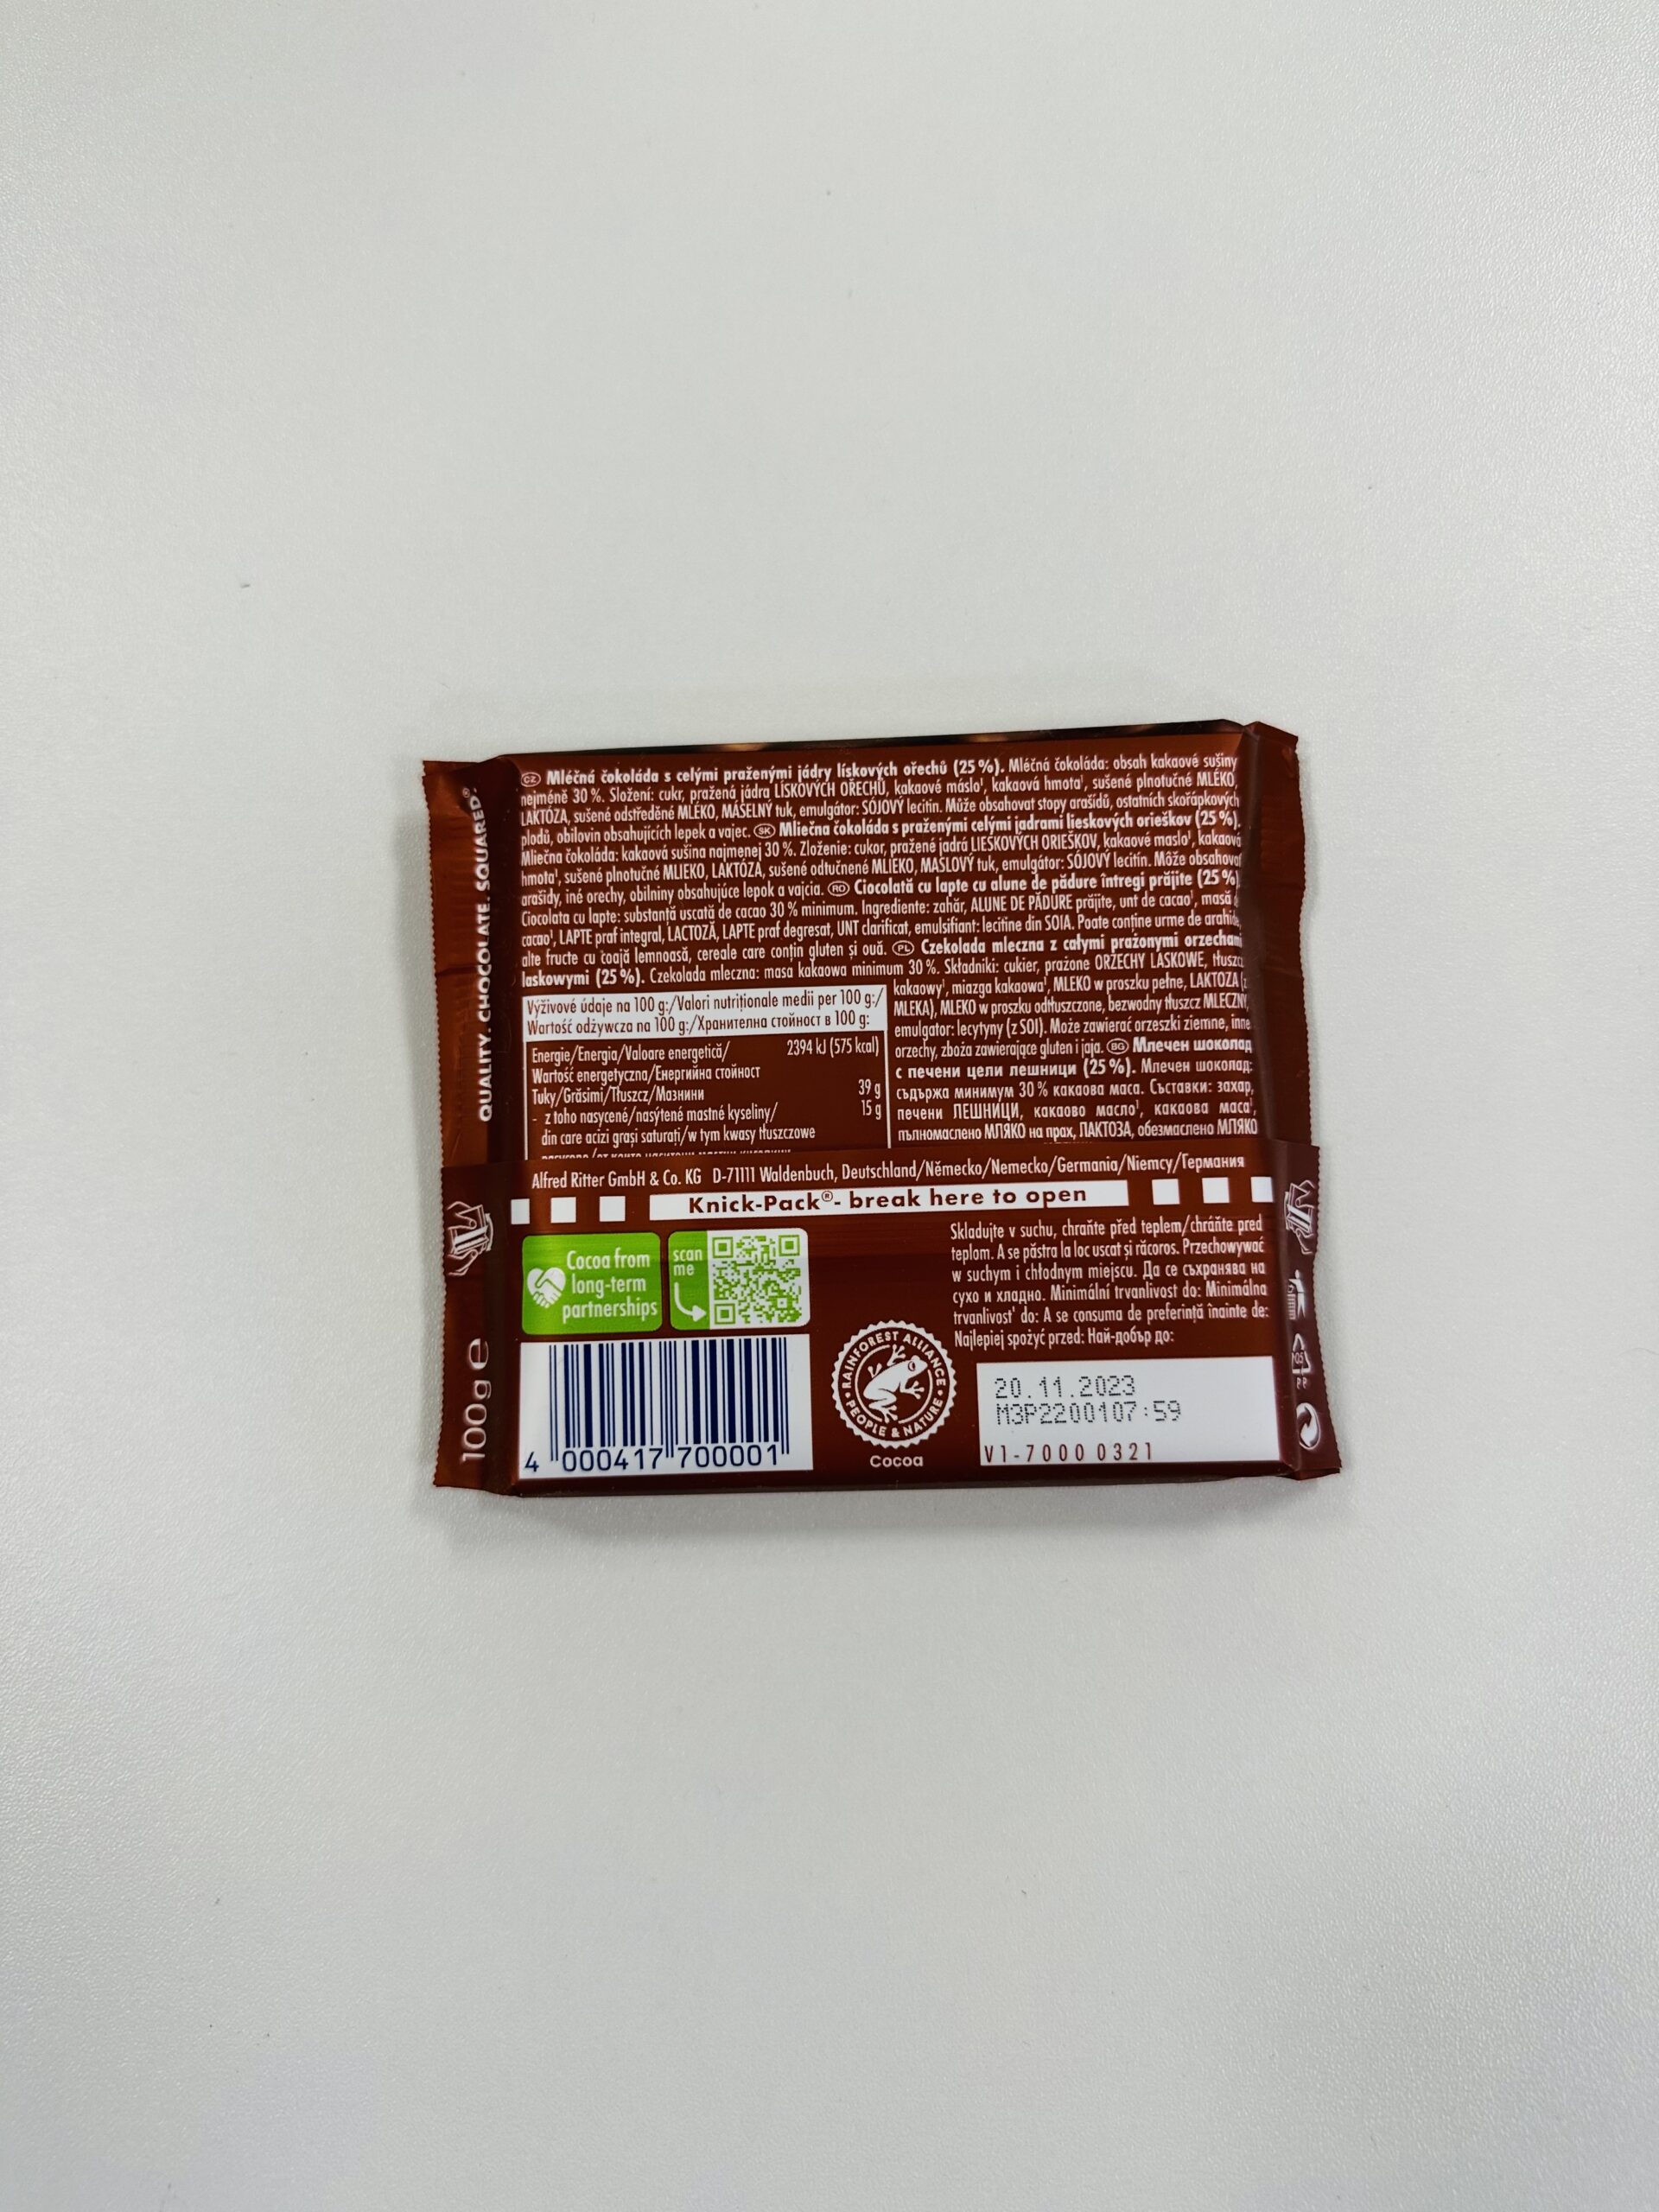 CZ Mléčná čokoláda s celými praženými jádry lískových ořechů (25 %). Mléčná čokoláda: obsah kakaové sušiny
nejméně 30 %. Složení: cukr, pražená jádra LÍSKOVÝCH OŘECHŮ, kakaové máslo¹, kakaová hmota¹, sušené plnotučné MLÉKO,
LAKTÓZA, sušené odstředěné MLÉKO, MÁSELNÝ tuk, emulgátor: SÓJOVÝ lecitin. Může obsahovat stopy arašídů, ostatních skořápkových
plodů, obilovin obsahujících lepek a vajec. SK Mliečna čokoláda s praženými celými jadrami lieskových orieškov (25 %).
Mliečna čokoláda: kakaová sušina najmenej 30 %. Zloženie: cukor, pražené jadrá LIESKOVÝCH ORIEŠKOV, kakaové maslo¹, kakaová
hmota¹, sušené plnotučné MLIEKO, LAKTÓZA, sušené odtučnené MLIEKO, MASLOVÝ tuk, emulgátor: SÓJOVÝ lecitín. Môže obsahovať
arašidy, iné orechy, obilniny obsahujúce lepok a vajcia. RO Ciocolată cu lapte cu alune de pădure întregi prăjite (25 %)
Ciocolata cu lapte: substanță uscată de cacao 30 % minimum. Ingrediente: zahăr, ALUNE DE PĂDURE prăjite, unt de cacao¹, masă
cacao¹, LAPTE praf integral, LACTOZĂ, LAPTE praf degresat, UNT clarificat, emulsifiant: lecitine din SOIA. Poate conține urme de arahide,
alte fructe cu coajă lemnoasă, cereale care conțin gluten și ouă. PL Czekolada mleczna z całymi prażonymi orzechami
laskowymi (25 %). Czekolada mleczna: masa kakaowa minimum 30 %. Składniki: cukier, prażone ORZECHY LASKOWE, tłuszcz
kakaowy¹, miazga kakaowa¹, MLEKO w proszku pełne, LAKTOZA (z
MLEKA), MLEKO w proszku odtłuszczone, bezwodny tłuszcz MLECZNY,
emulgator: lecytyny (z SOI). Może zawierać orzeszki ziemne, inne
orzechy, zboża zawierające gluten i jaja. BG Млечен шоколад
с печени цели лешници (25 %). Млечен шоколад:
съдържа минимум 30 % какаова маса. Съставки: захар,
печени ЛЕШНИЦИ, какаово масло¹, какаова маса¹,
пълномаслено МЛЯКО на прах, ЛАКТОЗА, обезмаслено МЛЯКО
Výživové údaje na 100 g:/Valori nutriționale medii per 100 g:/
Wartość odżywcza na 100 g:/Хранителна стойност в 100 g:
Energie/Energia/Valoare energetică/ 2394 kJ (575 kcal)
Wartość energetyczna/Енергийна стойност
Tuky/Grăsimi/Tłuszcz/Мазнини 39 g
- z toho nasycené/nasýtené mastné kyseliny/ 15 g
din care acizi grași saturați/w tym kwasy tłuszczowe
Alfred Ritter GmbH & Co. KG D-71111 Waldenbuch, Deutschland/Německo/Nemecko/Germania/Niemcy/Германия
Knick-Pack®- break here to open
Cocoa from
long-term
partnerships
scan
me
Skladujte v suchu, chraňte před teplem/chráňte pred
teplom. A se păstra la loc uscat și răcoros. Przechowywać
w suchym i chłodnym miejscu. Да се съхранява на
сухо и хладно. Minimální trvanlivost do: Minimálna
trvanlivosť do: A se consuma de preferință înainte de:
Najlepiej spożyć przed: Най-добър до:
20.11.2023
M3P2200107:59
V1-7000 0321
RAINFOREST ALLIANCE
PEOPLE & NATURE
Cocoa
4 000417 700001
QUALITY. CHOCOLATE. SQUARED.®
100 g e
05
PP